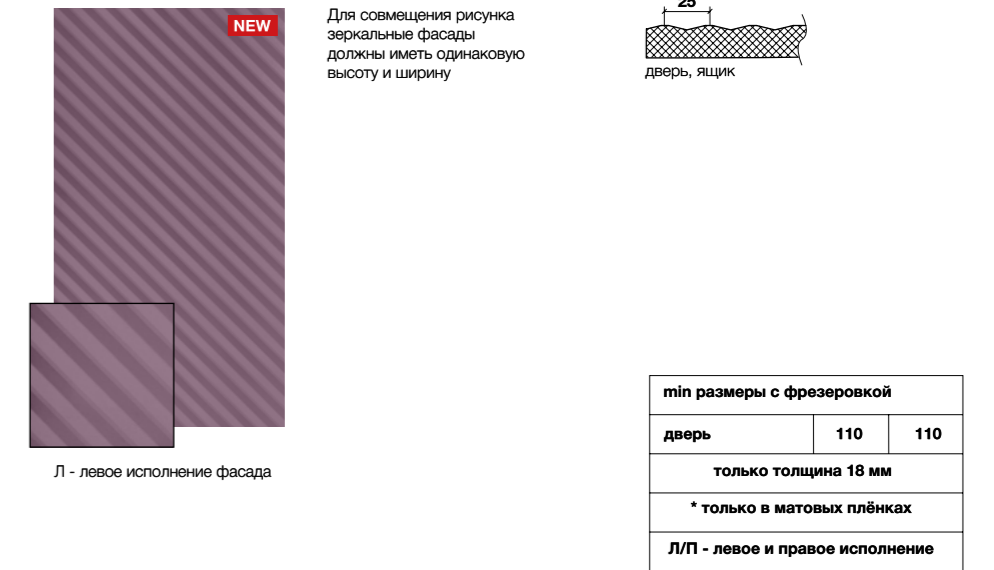 NEW
Для совмещения рисунка
зеркальные фасады
должны иметь одинаковую
высоту и ширину
25
дверь, ящик
Л - левое исполнение фасада
min размеры с фрезеровкой
дверь 110 110
только толщина 18 мм
* только в матовых плёнках
Л/П - левое и правое исполнение